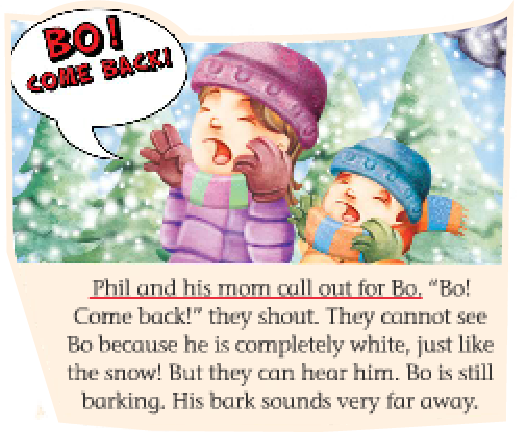 BO!
COME BACK!
Phil and his mom call out for Bo. “Bo!
Come back!” they shout. They cannot see
Bo because he is completely white, just like
the snow! But they can hear him. Bo is still
barking. His bark sounds very far away.